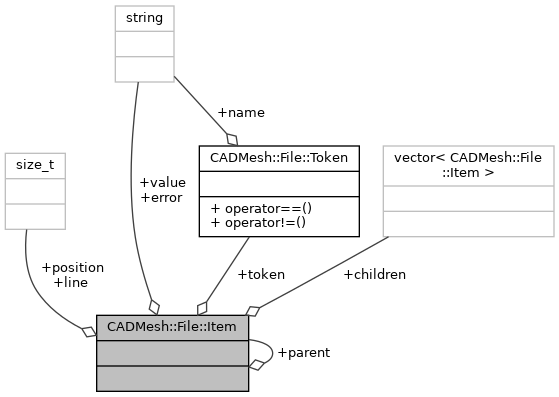 string
+name
size_t
CADMesh::File::Token
+ operator==()
+ operator!=()
vector< CADMesh::File
::Item >
+value
+error
+position
+line
+token
+children
CADMesh::File::Item
+parent